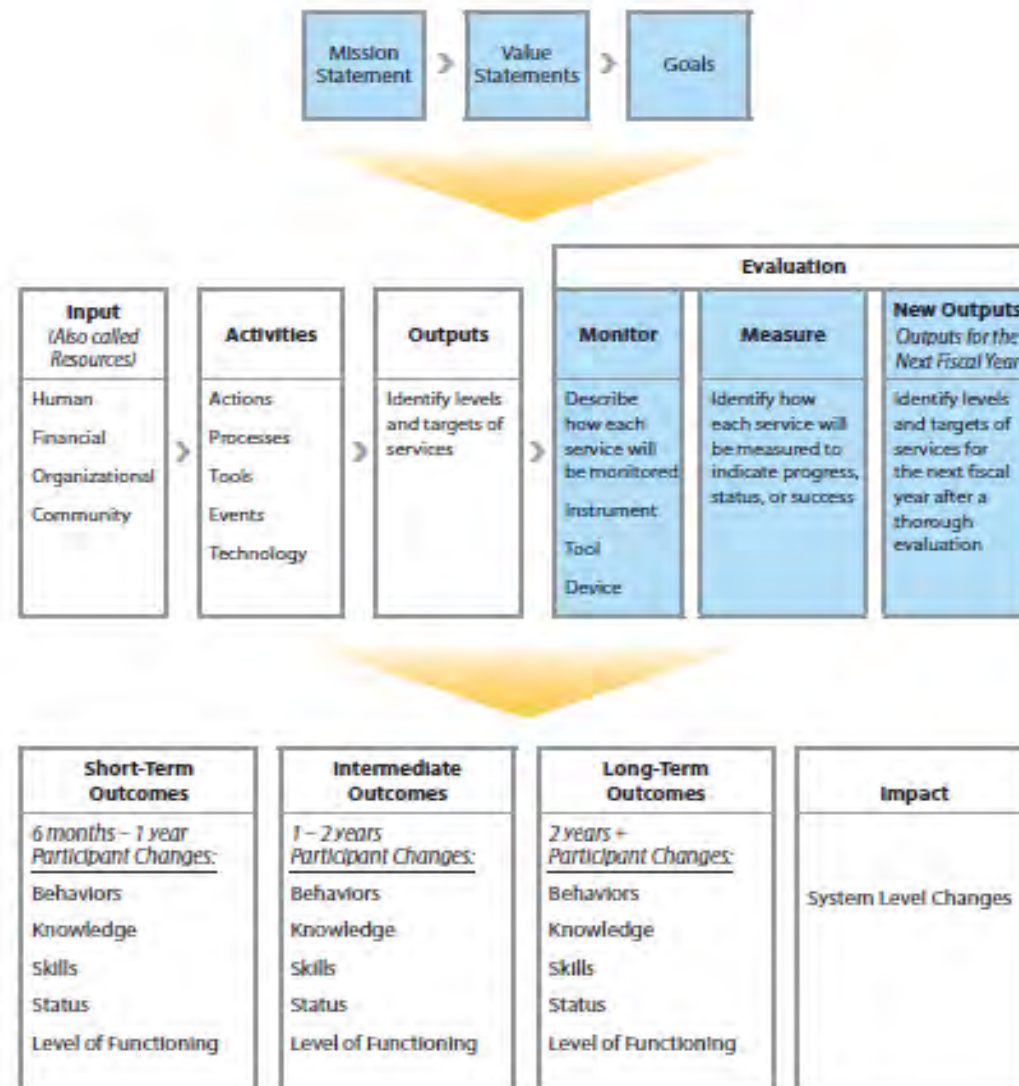 Mission
Statement
Value
Statements
Goals
Evaluation
Input
(Also called
Resources)
Human
Financial
Organizational
Community
Activities
Actions
Processes
Tools
Events
Technology
Outputs
Identify levels
and targets of
services
Monitor
Describe
how each
service will
be monitored
Instrument
Tool
Device
Measure
Identify how
each service will
be measured to
indicate progress,
status, or success
New Outputs
Outputs for the
Next Fiscal Year
Identify levels
and targets of
services for
the next fiscal
year after a
thorough
evaluation
Short-Term
Outcomes
6 months – 1 year
Participant Changes:
Behaviors
Knowledge
Skills
Status
Level of Functioning
Intermediate
Outcomes
1 – 2 years
Participant Changes:
Behaviors
Knowledge
Skills
Status
Level of Functioning
Long-Term
Outcomes
2 years +
Participant Changes:
Behaviors
Knowledge
Skills
Status
Level of Functioning
Impact
System Level Changes